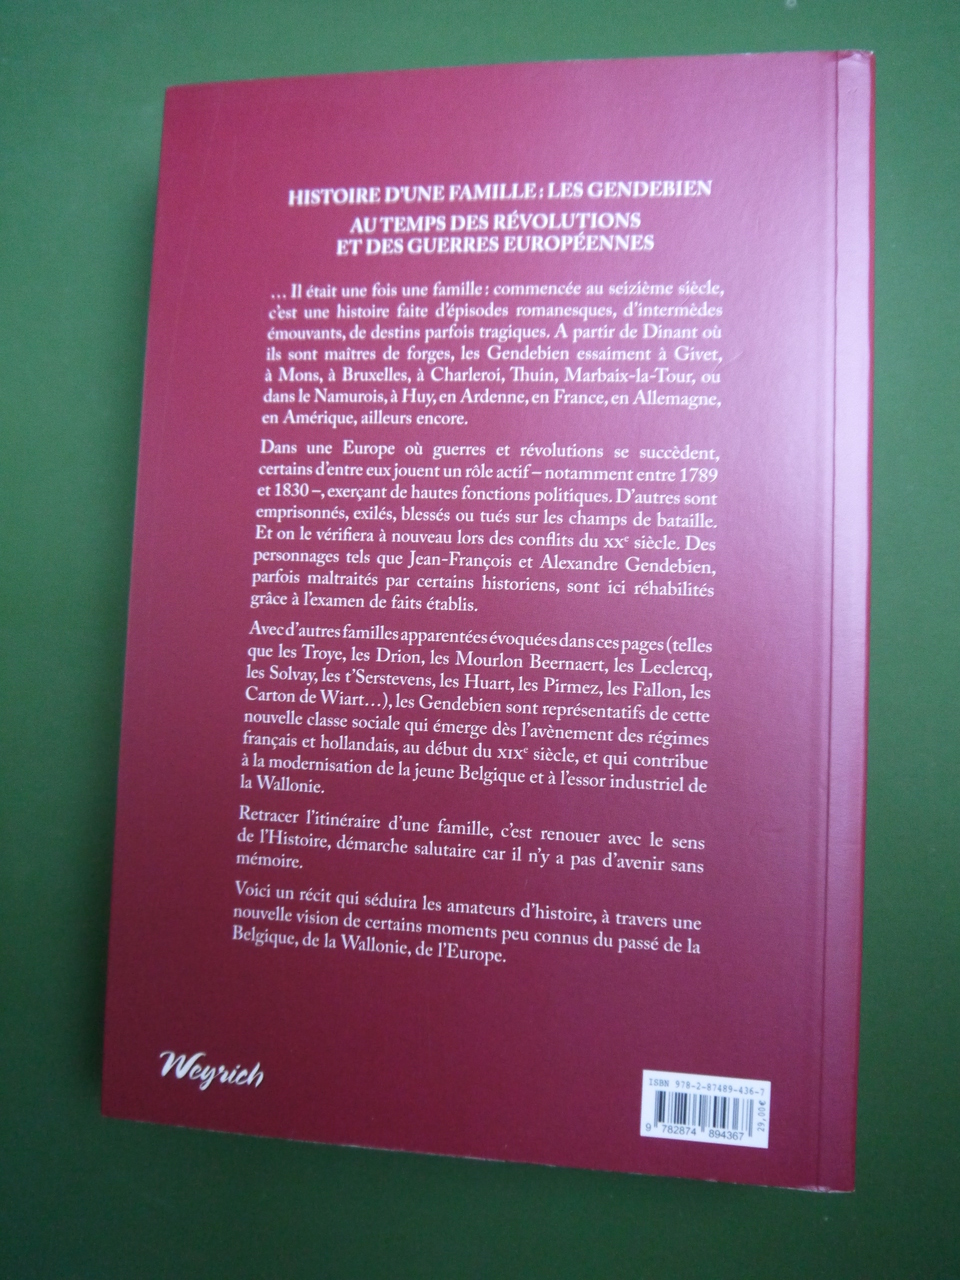 HISTOIRE D'UNE FAMILLE : LES GENDEBIEN
AU TEMPS DES RÉVOLUTIONS
ET DES GUERRES EUROPÉENNES
… Il était une fois une famille : commencée au seizième siècle,
c'est une histoire faite d'épisodes romanesques, d'intermèdes
émouvants, de destins parfois tragiques. A partir de Dinant où
ils sont maîtres de forges, les Gendebien essaiment à Givet,
à Mons, à Bruxelles, à Charleroi, Thuin, Marbaix-la-Tour, ou
dans le Namurois, à Huy, en Ardenne, en France, en Allemagne,
en Amérique, ailleurs encore.
Dans une Europe où guerres et révolutions se succèdent,
certains d'entre eux jouent un rôle actif – notamment entre 1789
et 1830 –, exerçant de hautes fonctions politiques. D'autres sont
emprisonnés, exilés, blessés ou tués sur les champs de bataille.
Et on le vérifiera à nouveau lors des conflits du XXe siècle. Des
personnages tels que Jean-François et Alexandre Gendebien,
parfois maltraités par certains historiens, sont ici réhabilités
grâce à l'examen de faits établis.
Avec d'autres familles apparentées évoquées dans ces pages (telles
que les Troye, les Drion, les Mourlon Beernaert, les Leclercq,
les Solvay, les t'Serstevens, les Huart, les Pirmez, les Fallon, les
Carton de Wiart…), les Gendebien sont représentatifs de cette
nouvelle classe sociale qui émerge dès l'avènement des régimes
français et hollandais, au début du XIXe siècle, et qui contribue
à la modernisation de la jeune Belgique et à l'essor industriel de
la Wallonie.
Retracer l'itinéraire d'une famille, c'est renouer avec le sens
de l'Histoire, démarche salutaire car il n'y a pas d'avenir sans
mémoire.
Voici un récit qui séduira les amateurs d'histoire, à travers une
nouvelle vision de certains moments peu connus du passé de la
Belgique, de la Wallonie, de l'Europe.
Weyrich
ISBN 978-2-87489-436-7
9 782874 894367
29,00€